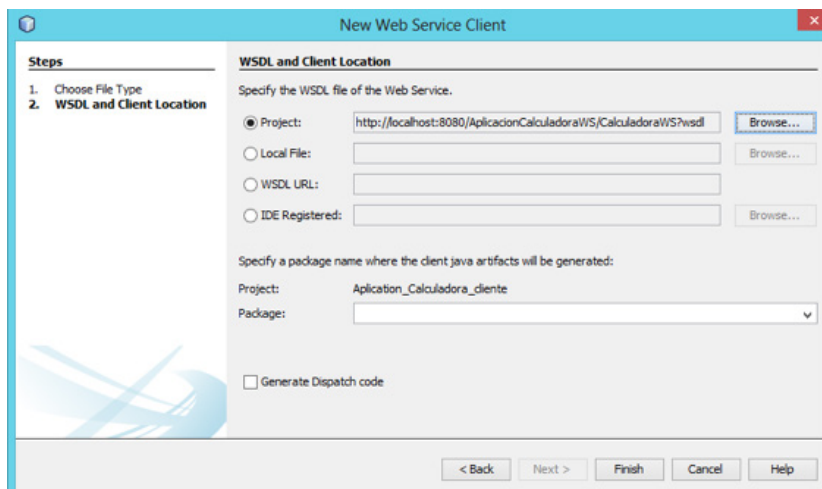 New Web Service Client
x
Steps
1. Choose File Type
2. WSDL and Client Location
WSDL and Client Location
Specify the WSDL file of the Web Service.
Project: http://localhost:8080/AplicacionCalculadoraWS/CalculadoraWS?wsdl Browse...
Local File: Browse...
WSDL URL:
IDE Registered: Browse...
Specify a package name where the client java artifacts will be generated:
Project: Aplication_Calculadora_cliente
Package:
Generate Dispatch code
< Back Next > Finish Cancel Help